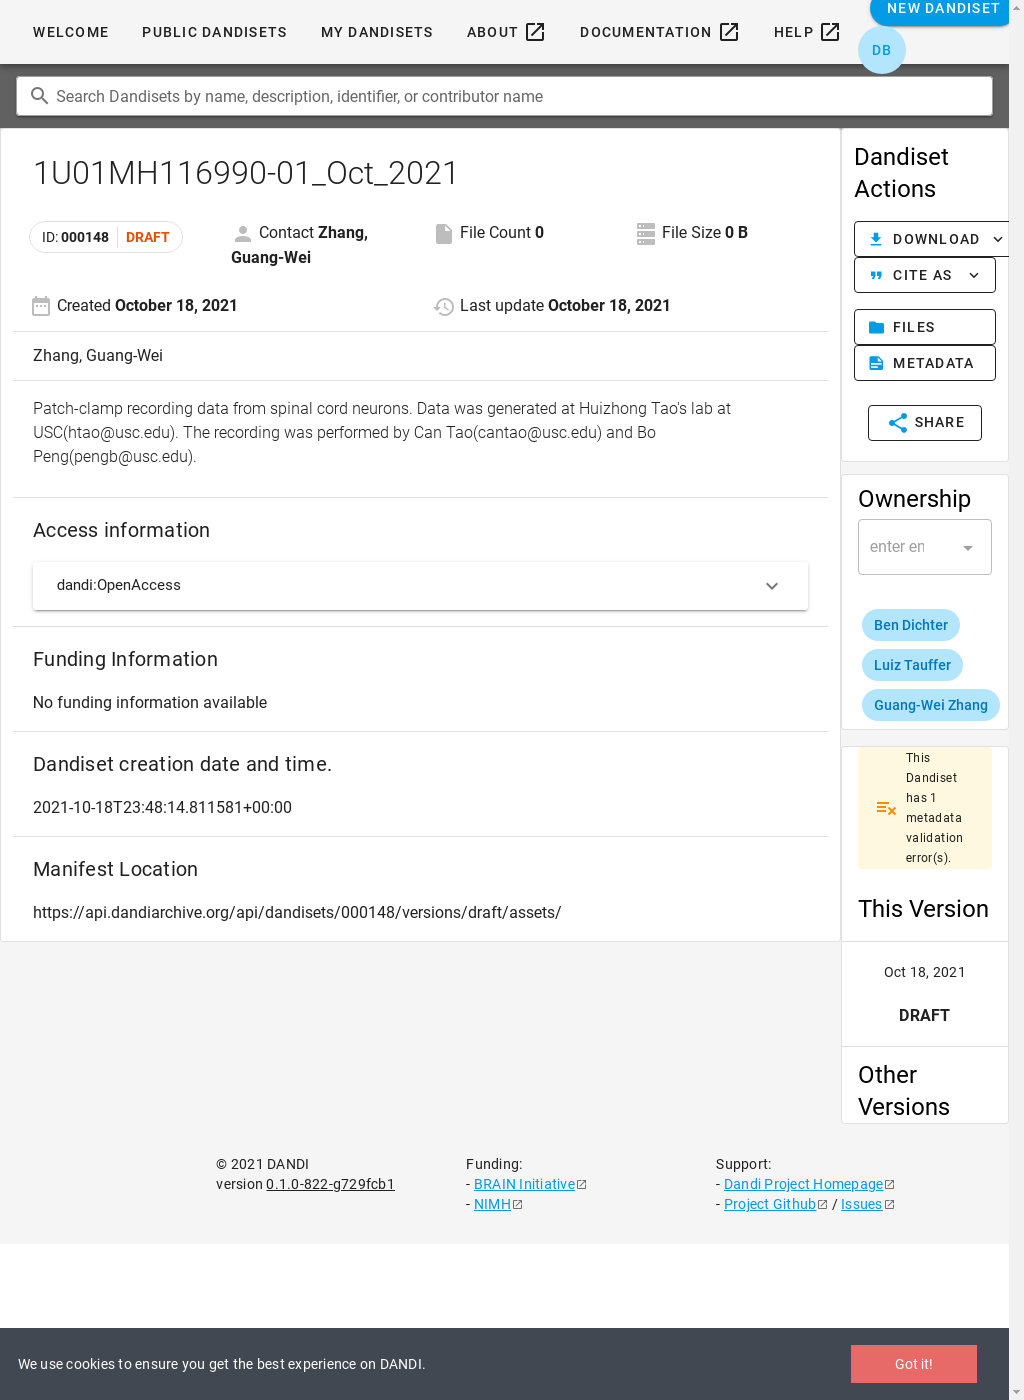 WELCOME PUBLIC DANDISETS MY DANDISETS ABOUT DOCUMENTATION HELP NEW DANDISET
DB
Search Dandisets by name, description, identifier, or contributor name
1U01MH116990-01_Oct_2021
ID: 000148 DRAFT
Contact Zhang, Guang-Wei
File Count 0
File Size 0 B
Created October 18, 2021
Last update October 18, 2021
Zhang, Guang-Wei
Patch-clamp recording data from spinal cord neurons. Data was generated at Huizhong Tao's lab at
USC(htao@usc.edu). The recording was performed by Can Tao(cantao@usc.edu) and Bo
Peng(pengb@usc.edu).
Access information
dandi:OpenAccess
Funding Information
No funding information available
Dandiset creation date and time.
2021-10-18T23:48:14.811581+00:00
Manifest Location
https://api.dandiarchive.org/api/dandisets/000148/versions/draft/assets/
Dandiset
Actions
DOWNLOAD
CITE AS
FILES
METADATA
SHARE
Ownership
enter en
Ben Dichter
Luiz Tauffer
Guang-Wei Zhang
This
Dandiset
has 1
metadata
validation
error(s).
This Version
Oct 18, 2021
DRAFT
Other
Versions
© 2021 DANDI
version 0.1.0-822-g729fcb1
Funding:
- BRAIN Initiative
- NIMH
Support:
- Dandi Project Homepage
- Project Github / Issues
We use cookies to ensure you get the best experience on DANDI.
Got it!